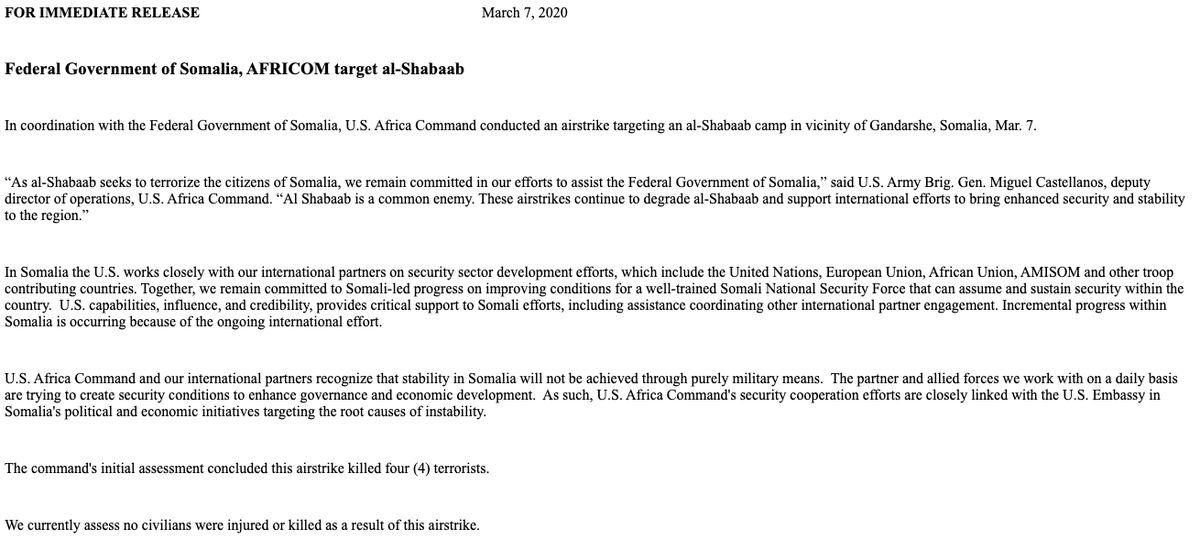 FOR IMMEDIATE RELEASE March 7, 2020
Federal Government of Somalia, AFRICOM target al-Shabaab
In coordination with the Federal Government of Somalia, U.S. Africa Command conducted an airstrike targeting an al-Shabaab camp in vicinity of Gandarshe, Somalia, Mar. 7.
“As al-Shabaab seeks to terrorize the citizens of Somalia, we remain committed in our efforts to assist the Federal Government of Somalia,” said U.S. Army Brig. Gen. Miguel Castellanos, deputy
director of operations, U.S. Africa Command. “Al Shabaab is a common enemy. These airstrikes continue to degrade al-Shabaab and support international efforts to bring enhanced security and stability
to the region.”
In Somalia the U.S. works closely with our international partners on security sector development efforts, which include the United Nations, European Union, African Union, AMISOM and other troop
contributing countries. Together, we remain committed to Somali-led progress on improving conditions for a well-trained Somali National Security Force that can assume and sustain security within the
country.  U.S. capabilities, influence, and credibility, provides critical support to Somali efforts, including assistance coordinating other international partner engagement. Incremental progress within
Somalia is occurring because of the ongoing international effort.
U.S. Africa Command and our international partners recognize that stability in Somalia will not be achieved through purely military means.  The partner and allied forces we work with on a daily basis
are trying to create security conditions to enhance governance and economic development.  As such, U.S. Africa Command's security cooperation efforts are closely linked with the U.S. Embassy in
Somalia's political and economic initiatives targeting the root causes of instability.
The command's initial assessment concluded this airstrike killed four (4) terrorists.
We currently assess no civilians were injured or killed as a result of this airstrike.